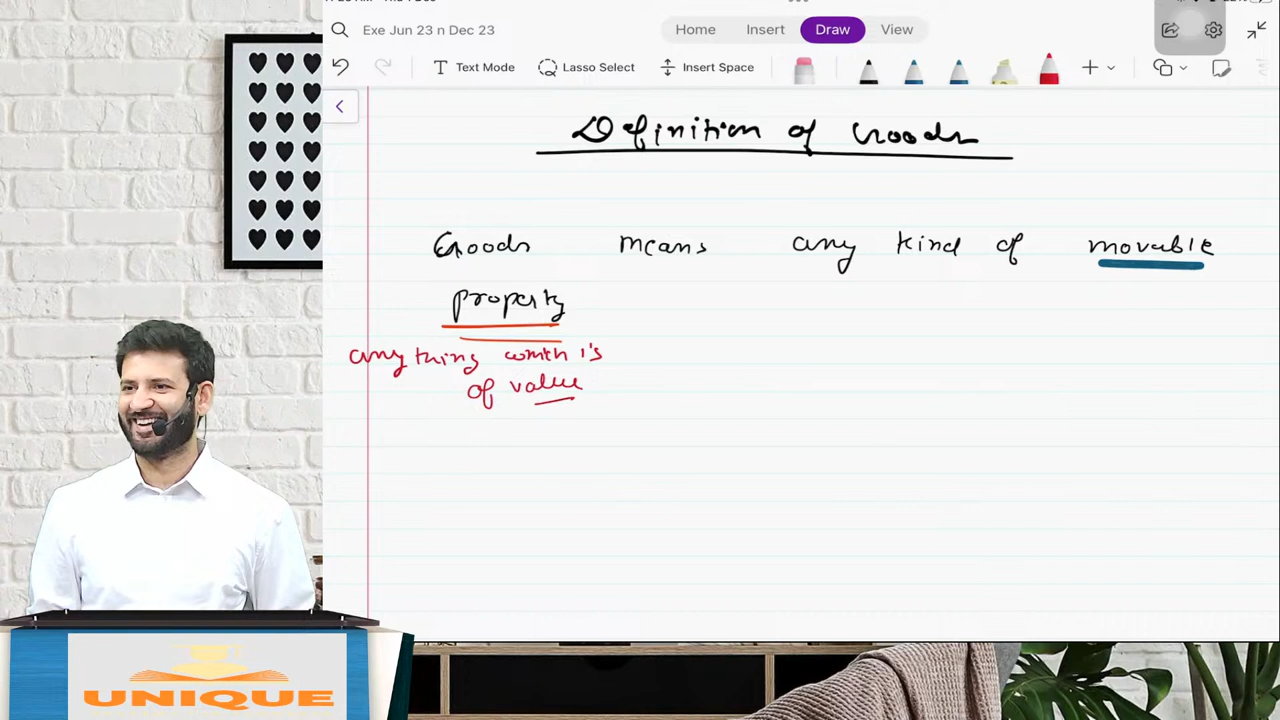 Exe Jun 23 n Dec 23
Home Insert Draw View
Text Mode Lasso Select Insert Space
Definition of Goods
Goods means any kind of movable
property
anything which is
of value
UNIQUE